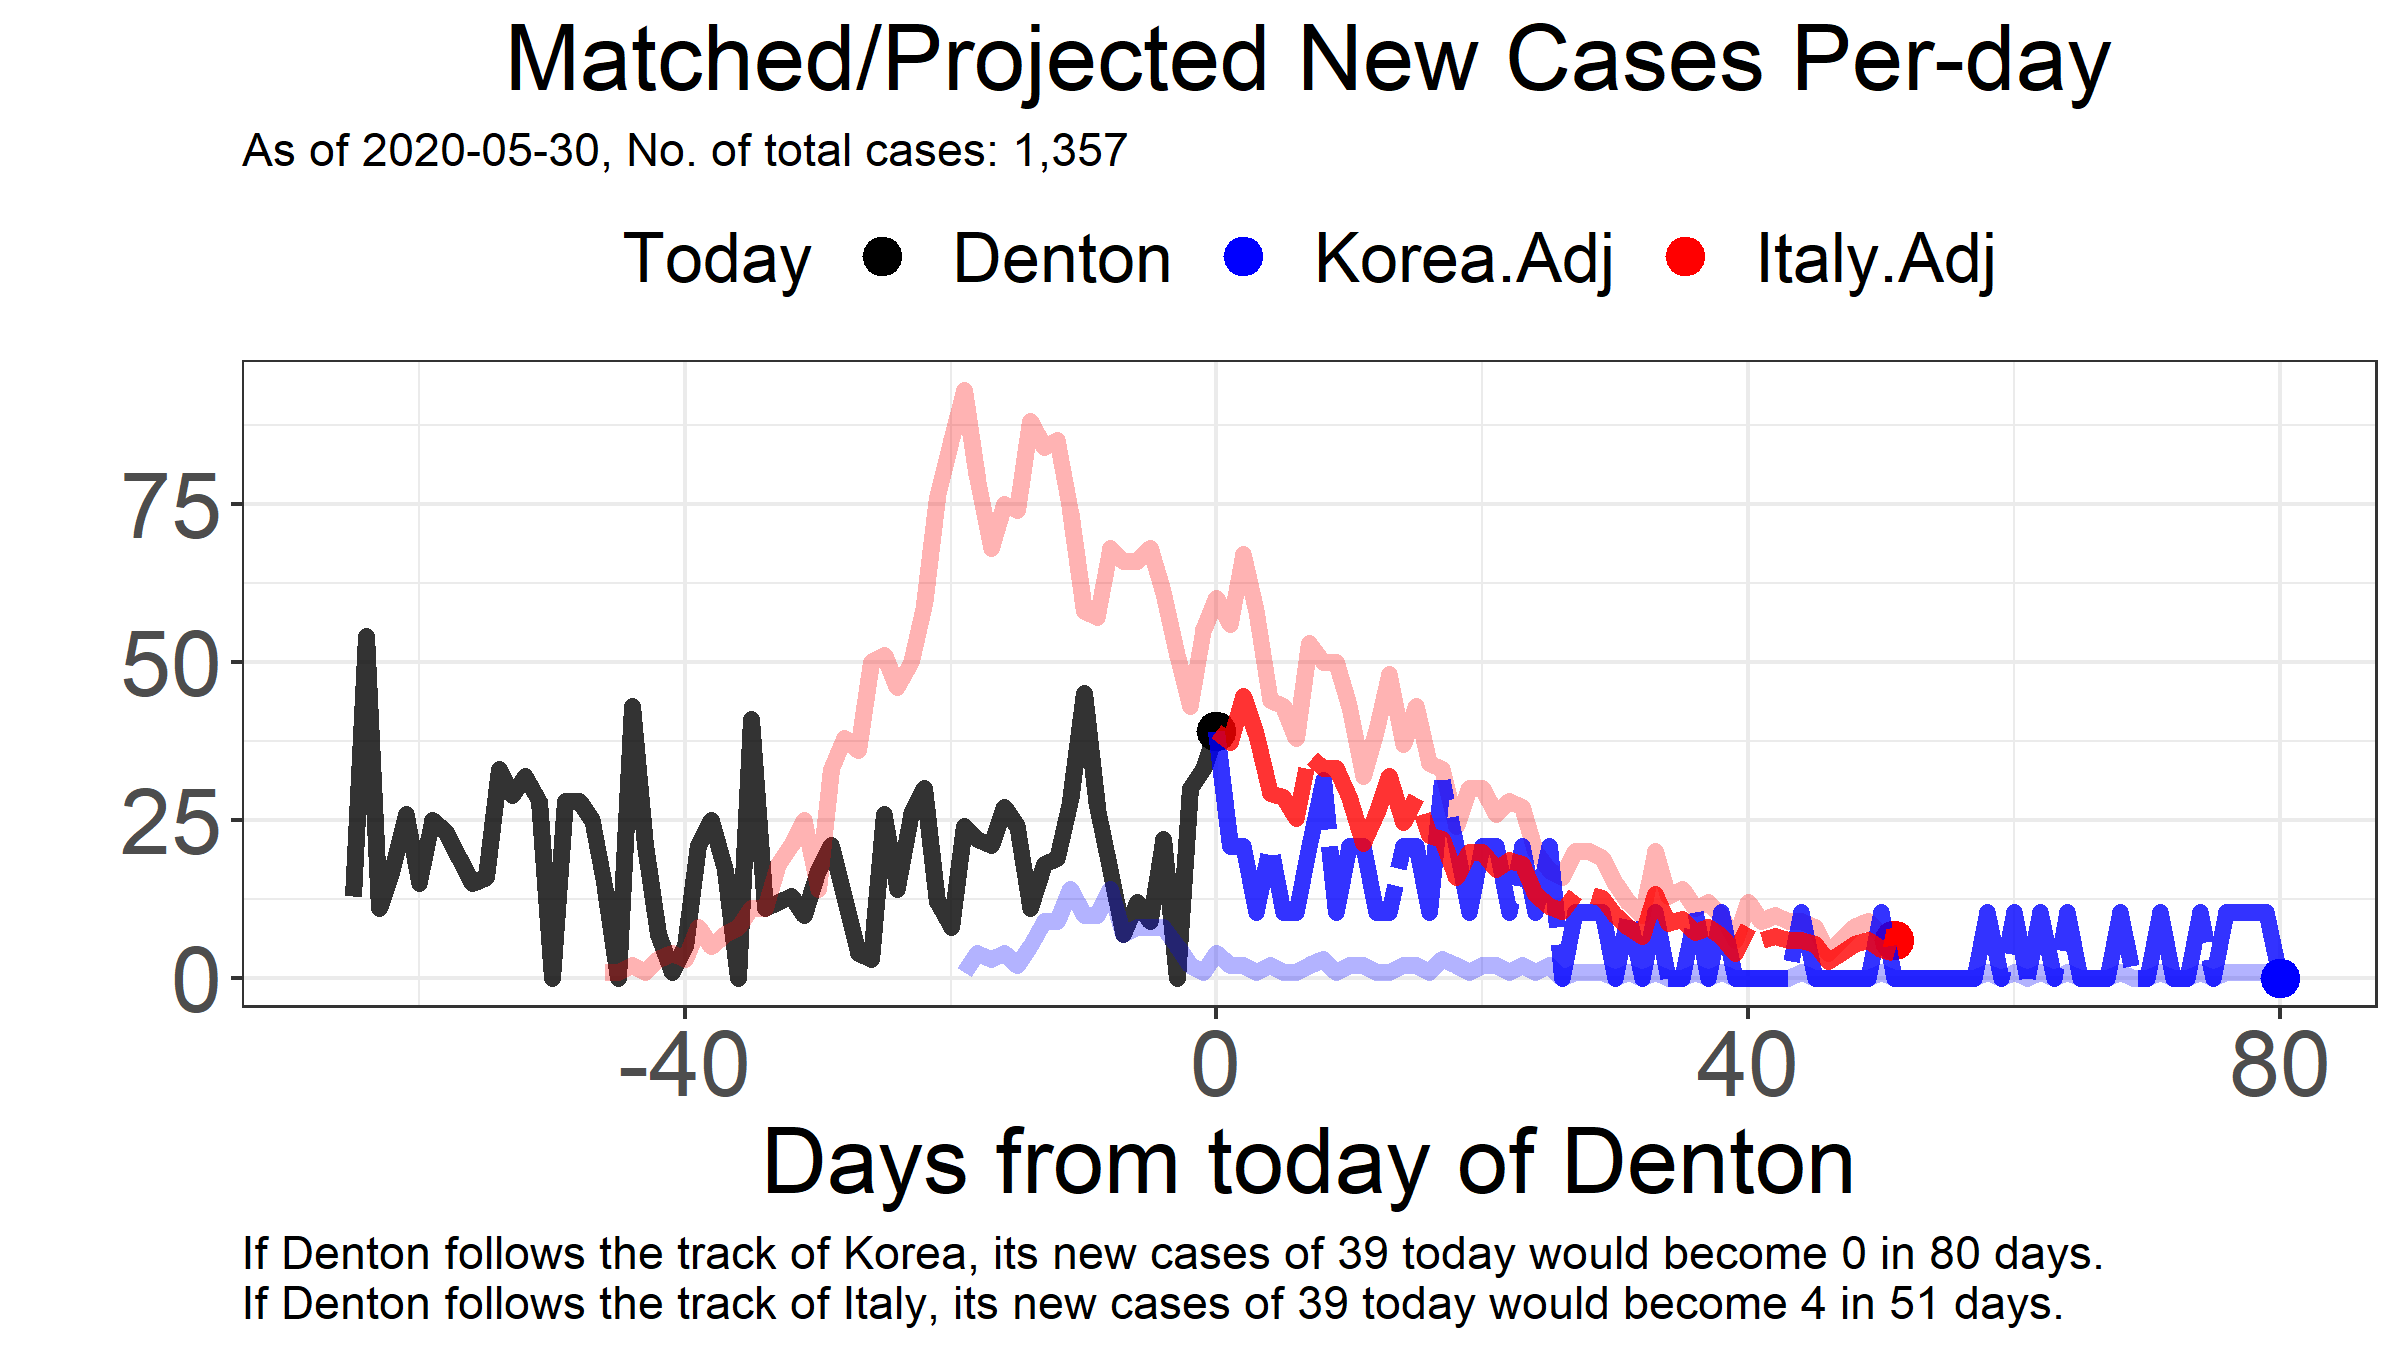 Matched/Projected New Cases Per-day
As of 2020-05-30, No. of total cases: 1,357
Today Denton Korea.Adj Italy.Adj
75
50
25
0
-40 0 40 80
Days from today of Denton
If Denton follows the track of Korea, its new cases of 39 today would become 0 in 80 days.
If Denton follows the track of Italy, its new cases of 39 today would become 4 in 51 days.